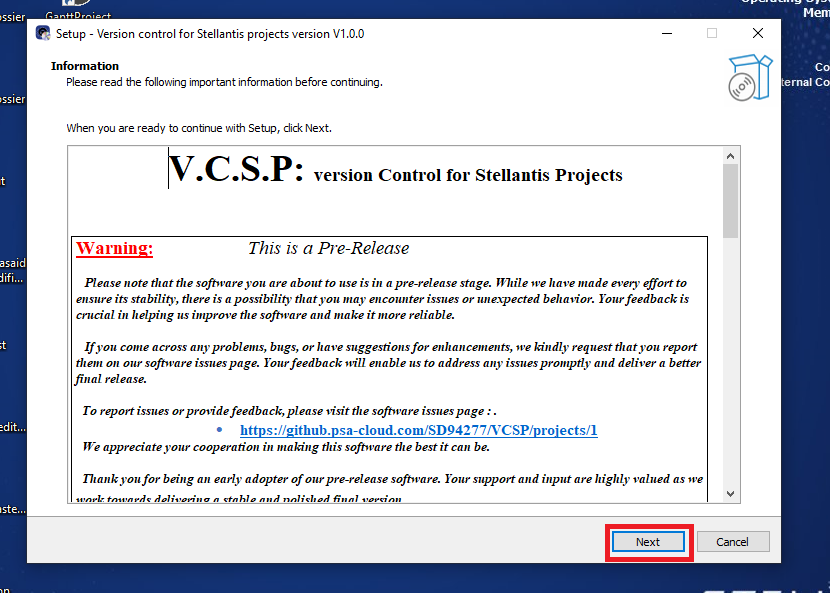 GanttProject
Mem
ossier
Setup - Version control for Stellantis projects version V1.0.0
Information
Please read the following important information before continuing.
ternal Co
ossier
When you are ready to continue with Setup, click Next.
V.C.S.P: version Control for Stellantis Projects
Warning: This is a Pre-Release
Please note that the software you are about to use is in a pre-release stage. While we have made every effort to
ensure its stability, there is a possibility that you may encounter issues or unexpected behavior. Your feedback is
crucial in helping us improve the software and make it more reliable.
asaid
difi...
If you come across any problems, bugs, or have suggestions for enhancements, we kindly request that you report
them on our software issues page. Your feedback will enable us to address any issues promptly and deliver a better
final release.
To report issues or provide feedback, please visit the software issues page : .
• https://github.psa-cloud.com/SD94277/VCSP/projects/1
We appreciate your cooperation in making this software the best it can be.
edit...
Thank you for being an early adopter of our pre-release software. Your support and input are highly valued as we
work towards delivering a stable and polished final version
aste...
Next
Cancel